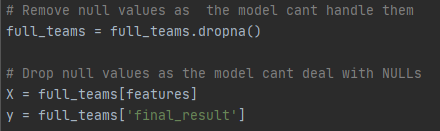 # Remove null values as  the model cant handle them
full_teams = full_teams.dropna()

# Drop null values as the model cant deal with NULLs
X = full_teams[features]
y = full_teams['final_result']